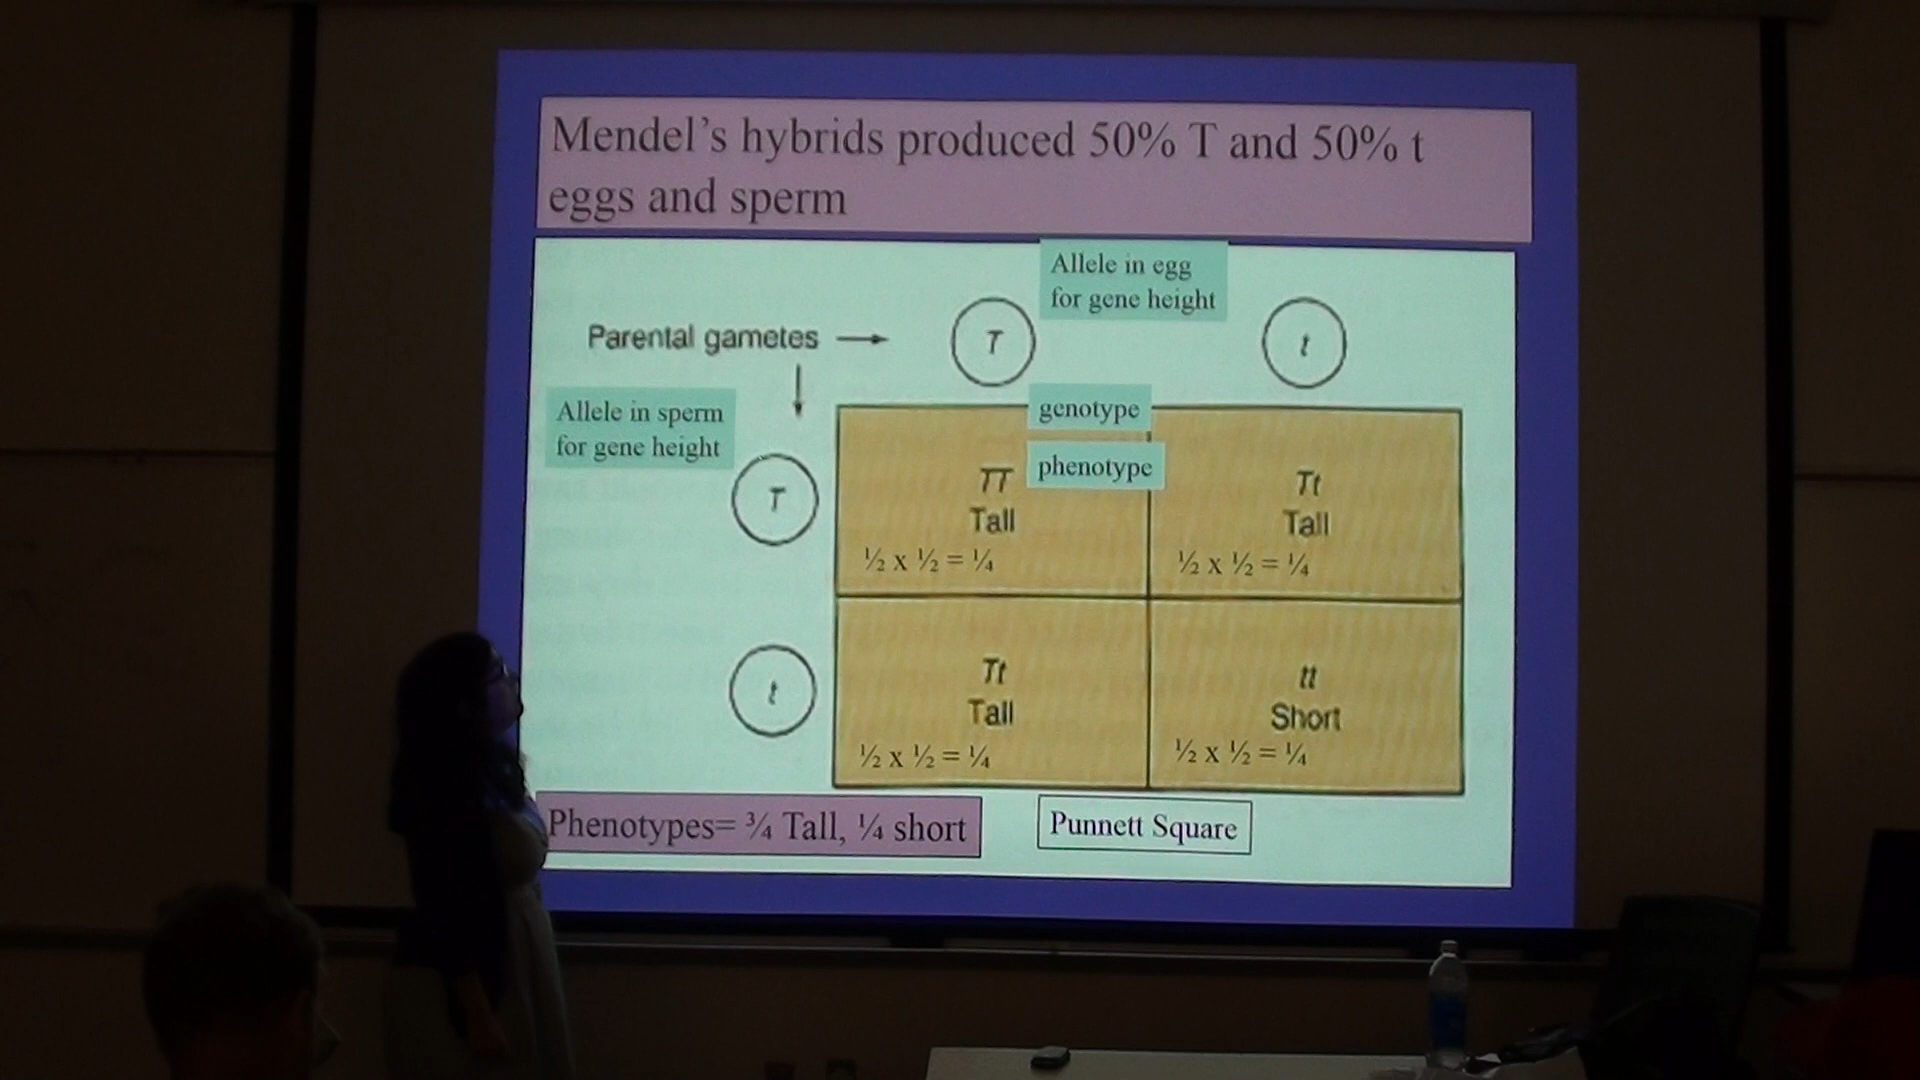 Mendel's hybrids produced 50% T and 50% t
eggs and sperm
Allele in egg
for gene height
Parental gametes
T
t
Allele in sperm
for gene height
genotype
phenotype
T
TT
Tall
½ x ½ = ¼
Tt
Tall
½ x ½ = ¼
t
Tt
Tall
½ x ½ = ¼
tt
Short
½ x ½ = ¼
Phenotypes= ¾ Tall, ¼ short
Punnett Square